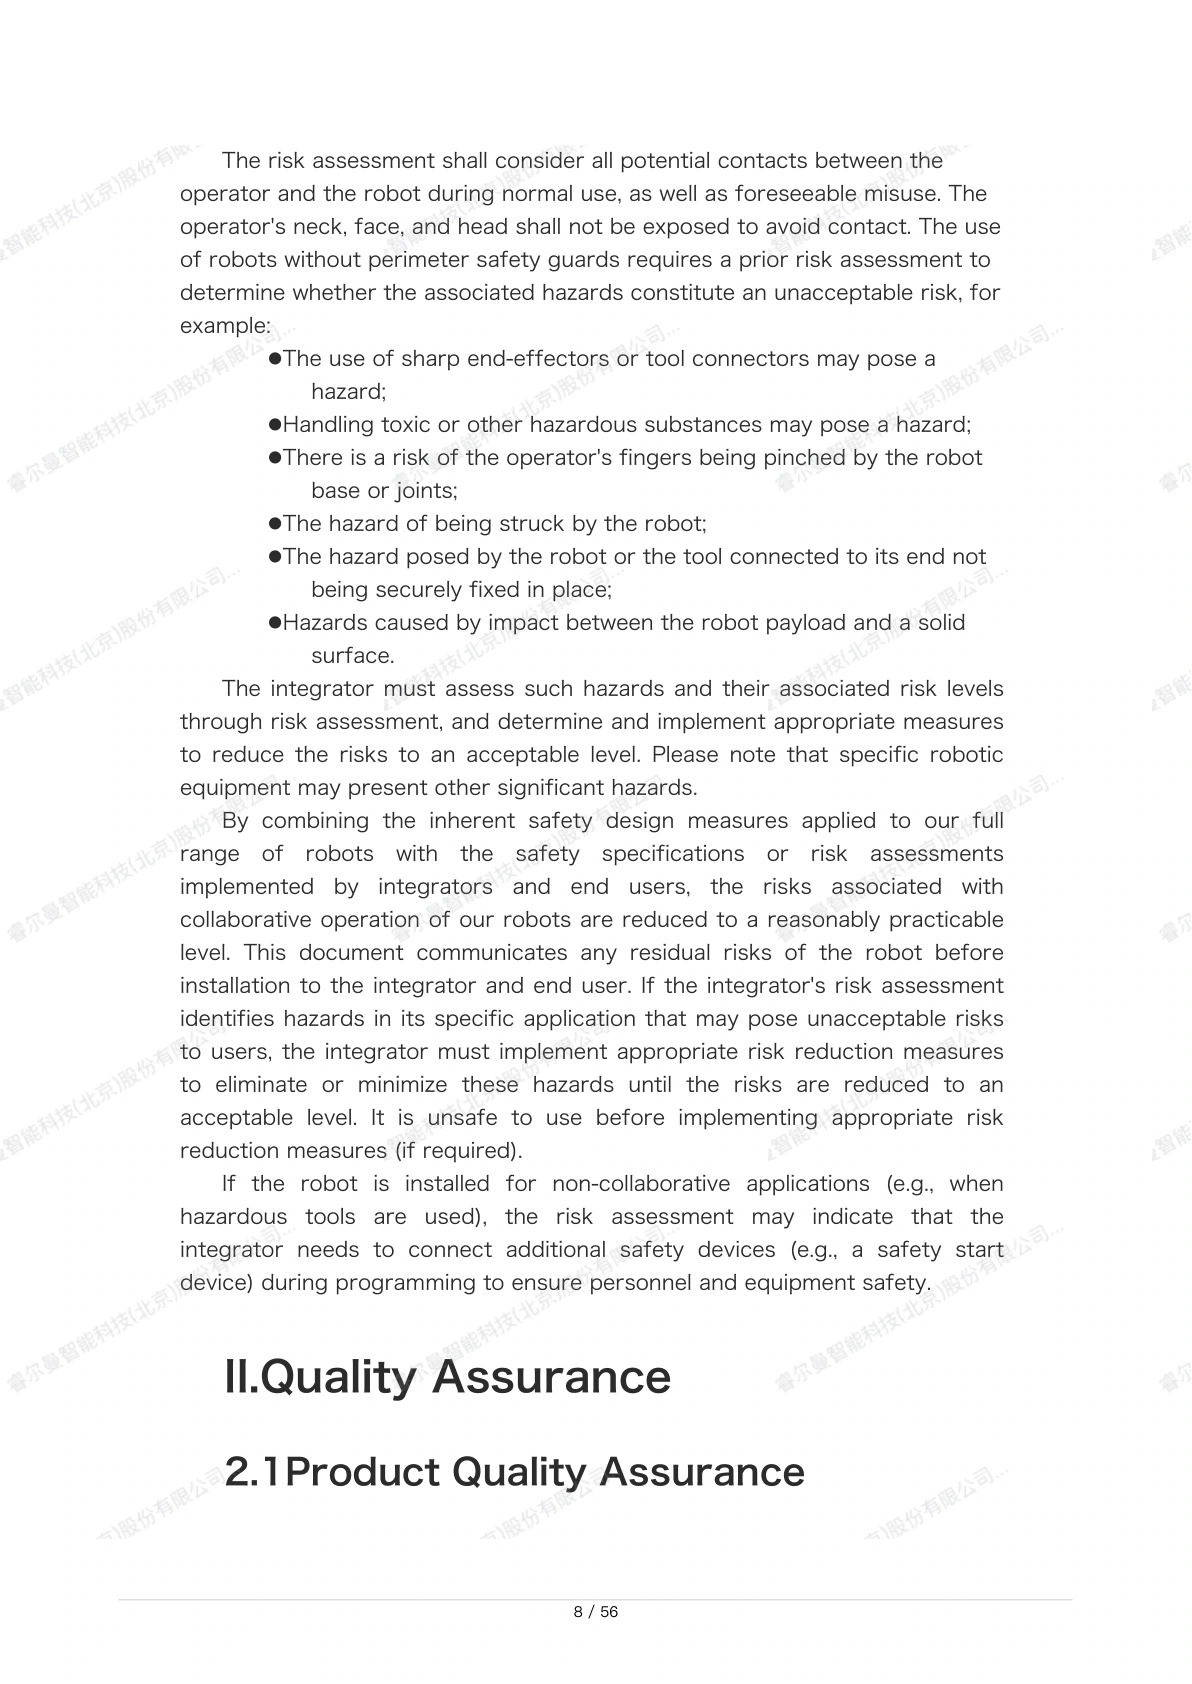 The risk assessment shall consider all potential contacts between the
operator and the robot during normal use, as well as foreseeable misuse. The
operator's neck, face, and head shall not be exposed to avoid contact. The use
of robots without perimeter safety guards requires a prior risk assessment to
determine whether the associated hazards constitute an unacceptable risk, for
example:
●The use of sharp end-effectors or tool connectors may pose a
hazard;
●Handling toxic or other hazardous substances may pose a hazard;
●There is a risk of the operator's fingers being pinched by the robot
base or joints;
●The hazard of being struck by the robot;
●The hazard posed by the robot or the tool connected to its end not
being securely fixed in place;
●Hazards caused by impact between the robot payload and a solid
surface.
The integrator must assess such hazards and their associated risk levels
through risk assessment, and determine and implement appropriate measures
to reduce the risks to an acceptable level. Please note that specific robotic
equipment may present other significant hazards.
By combining the inherent safety design measures applied to our full
range of robots with the safety specifications or risk assessments
implemented by integrators and end users, the risks associated with
collaborative operation of our robots are reduced to a reasonably practicable
level. This document communicates any residual risks of the robot before
installation to the integrator and end user. If the integrator's risk assessment
identifies hazards in its specific application that may pose unacceptable risks
to users, the integrator must implement appropriate risk reduction measures
to eliminate or minimize these hazards until the risks are reduced to an
acceptable level. It is unsafe to use before implementing appropriate risk
reduction measures (if required).
If the robot is installed for non-collaborative applications (e.g., when
hazardous tools are used), the risk assessment may indicate that the
integrator needs to connect additional safety devices (e.g., a safety start
device) during programming to ensure personnel and equipment safety.
II.Quality Assurance
2.1Product Quality Assurance
8 / 56
睿尔曼智能科技(北京)股份有限公司...